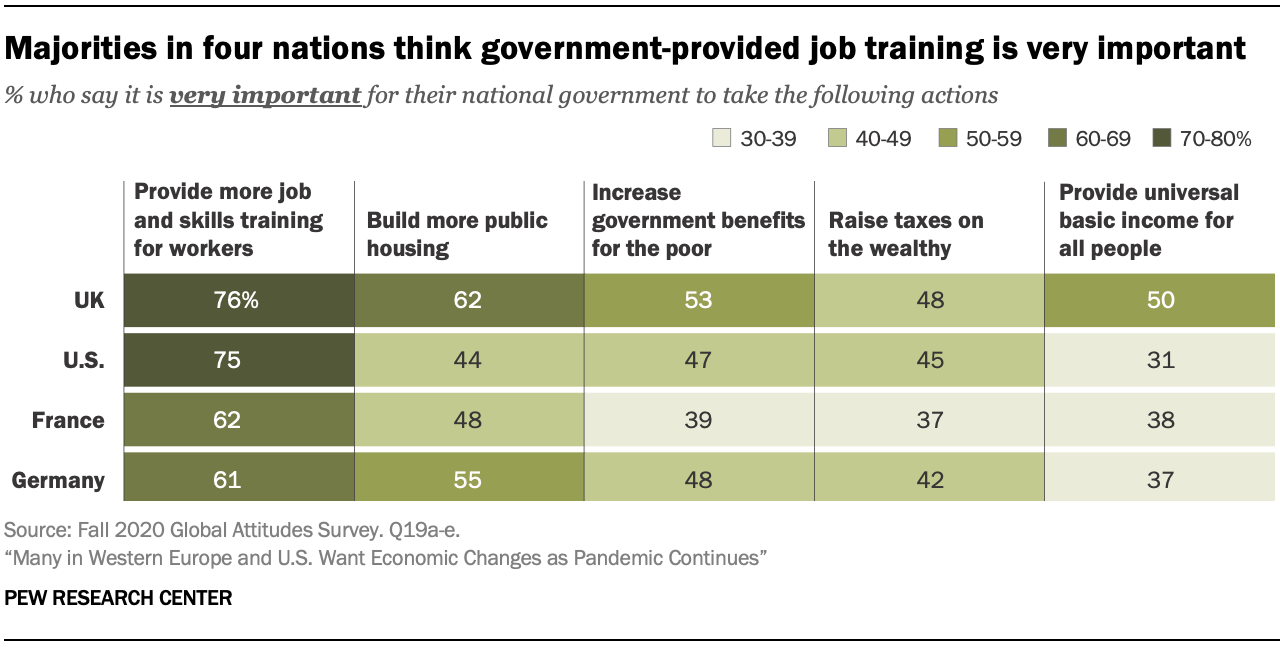 Majorities in four nations think government-provided job training is very important
% who say it is very important for their national government to take the following actions
30-39 40-49 50-59 60-69 70-80%
Provide more job
and skills training
for workers
Build more public
housing
Increase
government benefits
for the poor
Raise taxes on
the wealthy
Provide universal
basic income for
all people
UK 76% 62 53 48 50
U.S. 75 44 47 45 31
France 62 48 39 37 38
Germany 61 55 48 42 37
Source: Fall 2020 Global Attitudes Survey. Q19a-e.
“Many in Western Europe and U.S. Want Economic Changes as Pandemic Continues”
PEW RESEARCH CENTER